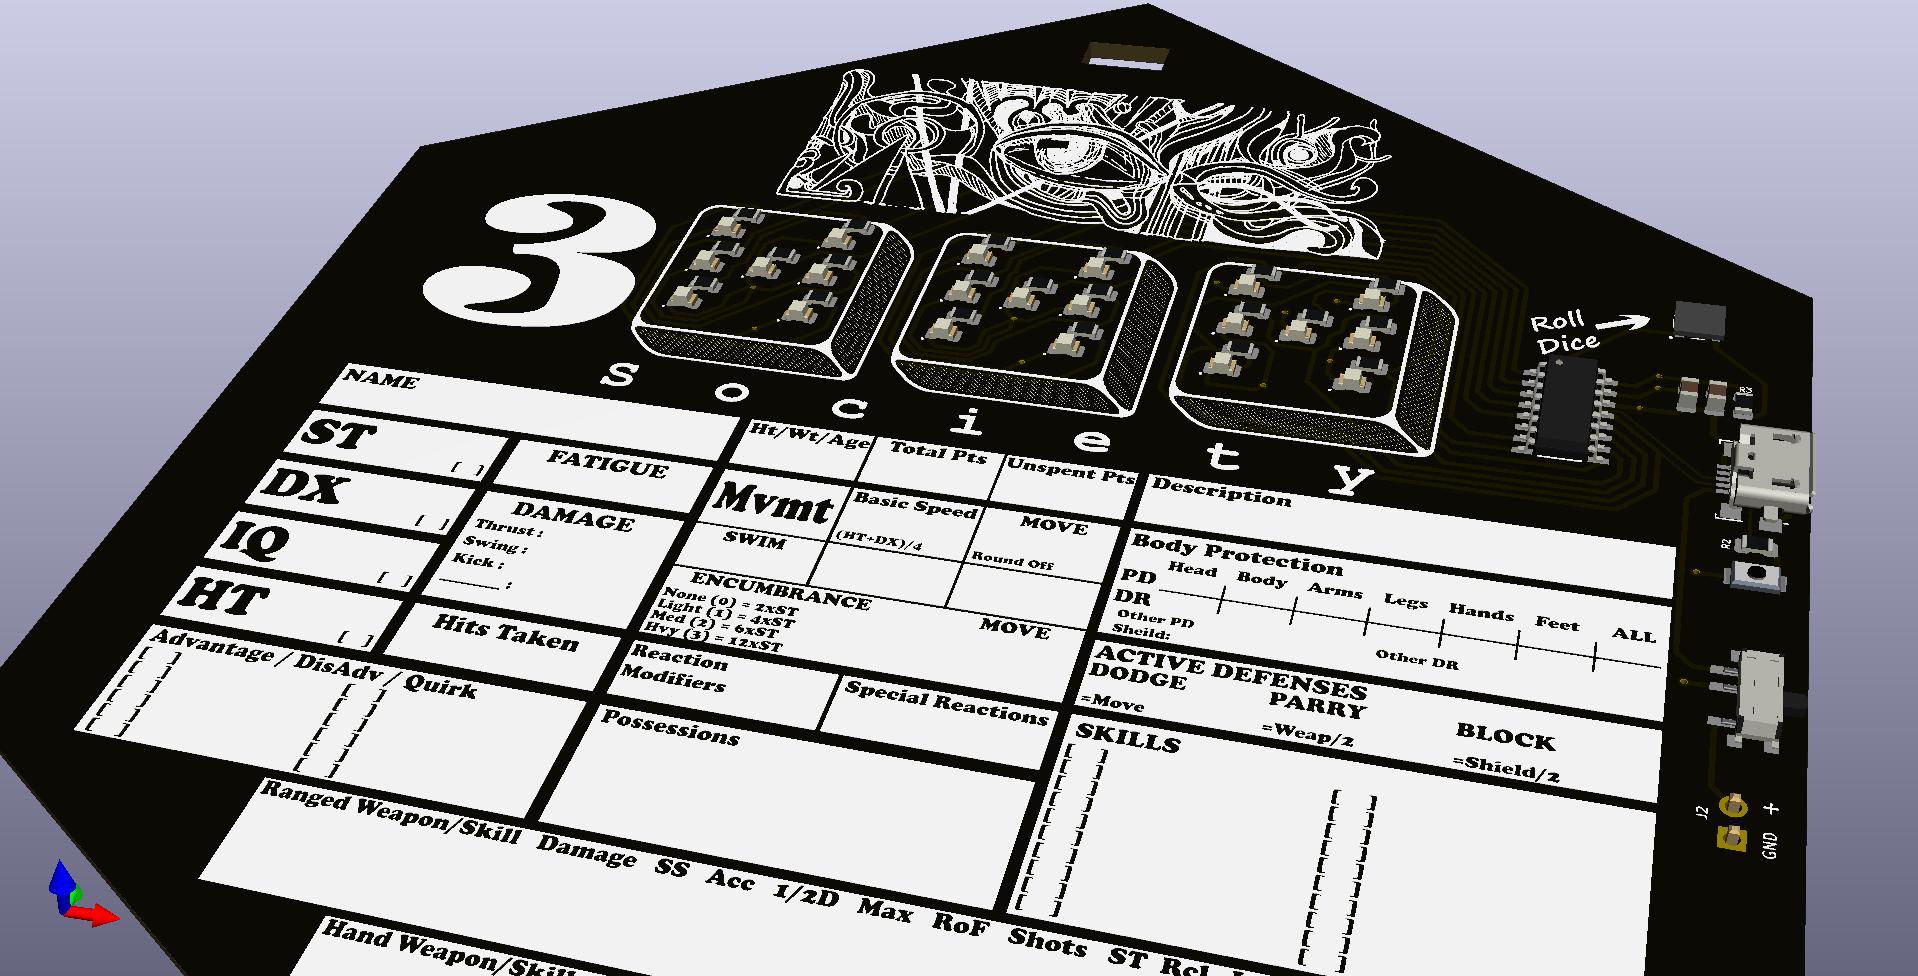 3
Society
Roll
Dice
R3
R2
J2
+
GND
NAME
ST [ ]
DX [ ]
IQ [ ]
HT [ ]
FATIGUE
DAMAGE
Thrust :
Swing :
Kick :
_____ :
Hits Taken
Ht/Wt/Age
Total Pts
Unspent Pts
Mvmt
Basic Speed
(HT+DX)/4
MOVE
Round Off
SWIM
ENCUMBRANCE
None (0) = 2xST
Light (1) = 4xST
Med (2) = 6xST
Hvy (3) = 12xST
MOVE
Description
Body Protection
Head Body Arms Legs Hands Feet ALL
PD
DR
Other PD
Sheild:
Other DR
Advantage / DisAdv / Quirk
[ ] [ ]
[ ] [ ]
[ ] [ ]
[ ] [ ]
[ ] [ ]
Reaction
Modifiers
Special Reactions
ACTIVE DEFENSES
DODGE
=Move
PARRY
=Weap/2
BLOCK
=Shield/2
Possessions
SKILLS
Ranged Weapon/Skill Damage SS Acc 1/2D Max RoF Shots ST Rcl
Hand Weapon/Skill